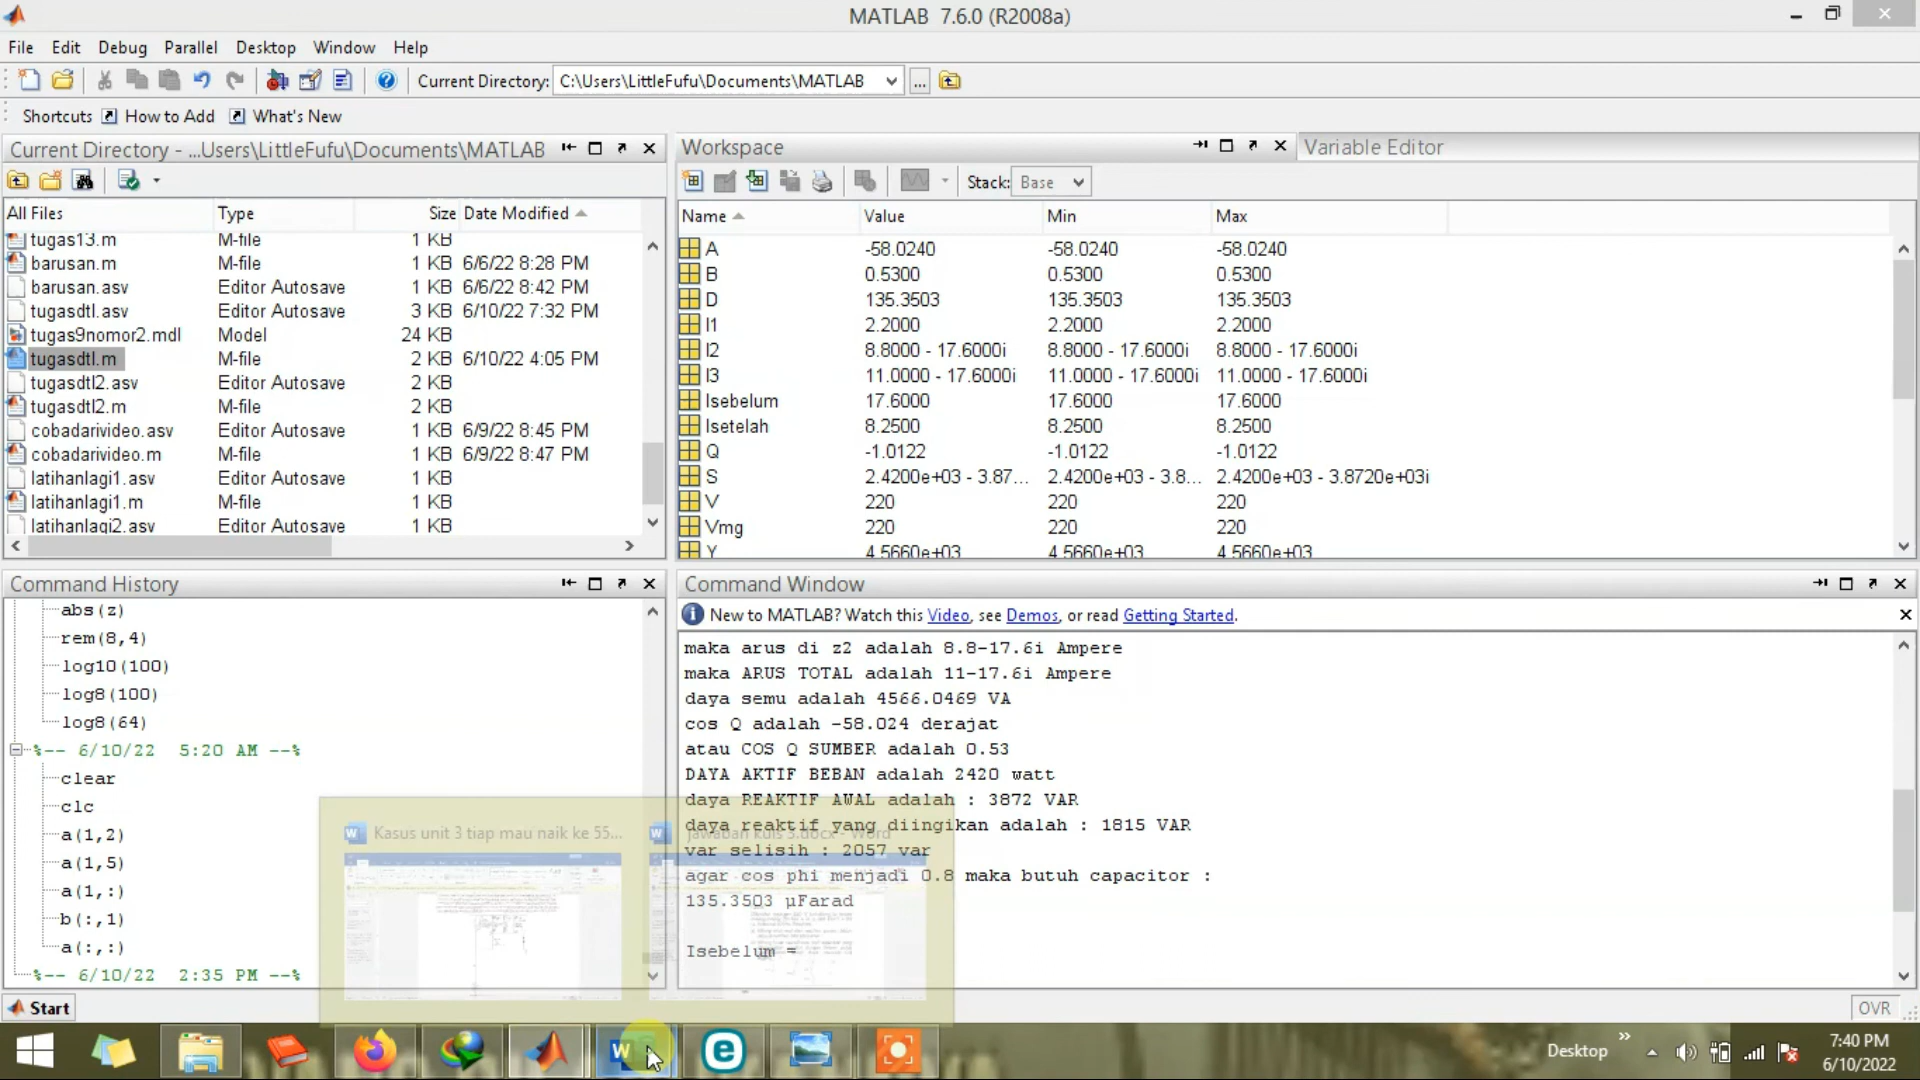 MATLAB 7.6.0 (R2008a)
File Edit Debug Parallel Desktop Window Help
Current Directory: C:\Users\LittleFufu\Documents\MATLAB ...
Shortcuts How to Add What's New
Current Directory - ...Users\LittleFufu\Documents\MATLAB
All Files Type Size Date Modified
tugas13.m M-file 1 KB
barusan.m M-file 1 KB 6/6/22 8:28 PM
barusan.asv Editor Autosave 1 KB 6/6/22 8:42 PM
tugasdtl.asv Editor Autosave 3 KB 6/10/22 7:32 PM
tugas9nomor2.mdl Model 24 KB
tugasdtl.m M-file 2 KB 6/10/22 4:05 PM
tugasdtl2.asv Editor Autosave 2 KB
tugasdtl2.m M-file 2 KB
cobadarivideo.asv Editor Autosave 1 KB 6/9/22 8:45 PM
cobadarivideo.m M-file 1 KB 6/9/22 8:47 PM
latihanlagi1.asv Editor Autosave 1 KB
latihanlagi1.m M-file 1 KB
latihanlagi2.asv Editor Autosave 1 KB
Workspace
Variable Editor
Stack: Base
Name Value Min Max
A -58.0240 -58.0240 -58.0240
B 0.5300 0.5300 0.5300
D 135.3503 135.3503 135.3503
I1 2.2000 2.2000 2.2000
I2 8.8000 - 17.6000i 8.8000 - 17.6000i 8.8000 - 17.6000i
I3 11.0000 - 17.6000i 11.0000 - 17.6000i 11.0000 - 17.6000i
Isebelum 17.6000 17.6000 17.6000
Isetelah 8.2500 8.2500 8.2500
Q -1.0122 -1.0122 -1.0122
S 2.4200e+03 - 3.87... 2.4200e+03 - 3.8... 2.4200e+03 - 3.8720e+03i
V 220 220 220
Vmg 220 220 220
Y 4.5660e+03 4.5660e+03 4.5660e+03
Command History
abs(z)
rem(8,4)
log10(100)
log8(100)
log8(64)
%-- 6/10/22 5:20 AM --%
clear
clc
a(1,2)
a(1,5)
a(1,:)
b(:,1)
a(:,:)
%-- 6/10/22 2:35 PM --%
Command Window
New to MATLAB? Watch this Video, see Demos, or read Getting Started.
maka arus di z2 adalah 8.8-17.6i Ampere
maka ARUS TOTAL adalah 11-17.6i Ampere
daya semu adalah 4566.0469 VA
cos Q adalah -58.024 derajat
atau COS Q SUMBER adalah 0.53
DAYA AKTIF BEBAN adalah 2420 watt
daya REAKTIF AWAL adalah : 3872 VAR
daya reaktif yang diingikan adalah : 1815 VAR
var selisih : 2057 var
agar cos phi menjadi 0.8 maka butuh capacitor :
135.3503 µFarad
Isebelum =
Kasus unit 3 tiap mau naik ke 55...
jawaban kuis 3.docx - Word
Start
OVR
Desktop
7:40 PM
6/10/2022